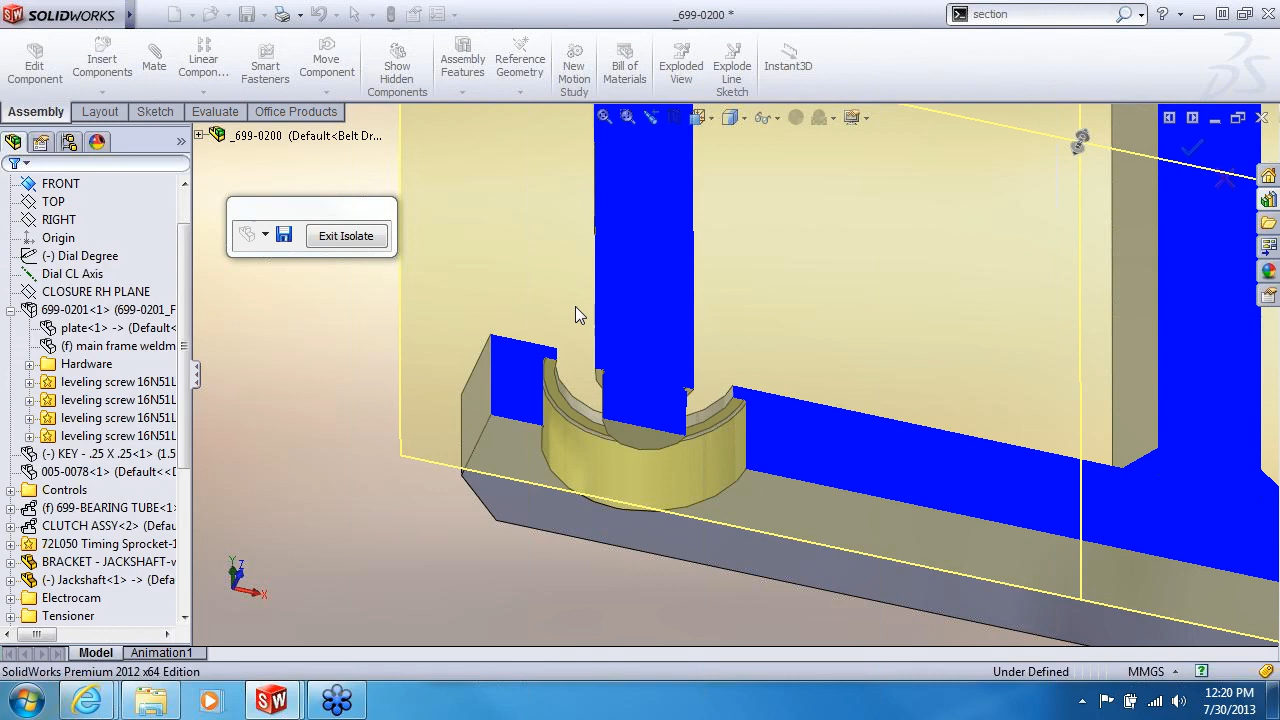 SOLIDWORKS
_699-0200 *
section
Edit Component
Insert Components
Mate
Linear Compon...
Smart Fasteners
Move Component
Show Hidden Components
Assembly Features
Reference Geometry
New Motion Study
Bill of Materials
Exploded View
Explode Line Sketch
Instant3D
Assembly
Layout
Sketch
Evaluate
Office Products
_699-0200 (Default<Belt Dr...
FRONT
TOP
RIGHT
Origin
(-) Dial Degree
Dial CL Axis
CLOSURE RH PLANE
699-0201<1> (699-0201_F
plate<1> -> (Default<
(f) main frame weldm
Hardware
leveling screw 16N51L
leveling screw 16N51L
leveling screw 16N51L
leveling screw 16N51L
(-) KEY - .25 X .25<1> (1.5
005-0078<1> (Default<<D
Controls
(f) 699-BEARING TUBE<1>
CLUTCH ASSY<2> (Defau
72L050 Timing Sprocket-1
BRACKET - JACKSHAFT-v
(-) Jackshaft<1> -> (Defa
Electrocam
Tensioner
Exit Isolate
Y
Z
X
Model
Animation1
SolidWorks Premium 2012 x64 Edition
Under Defined
MMGS
12:20 PM
7/30/2013